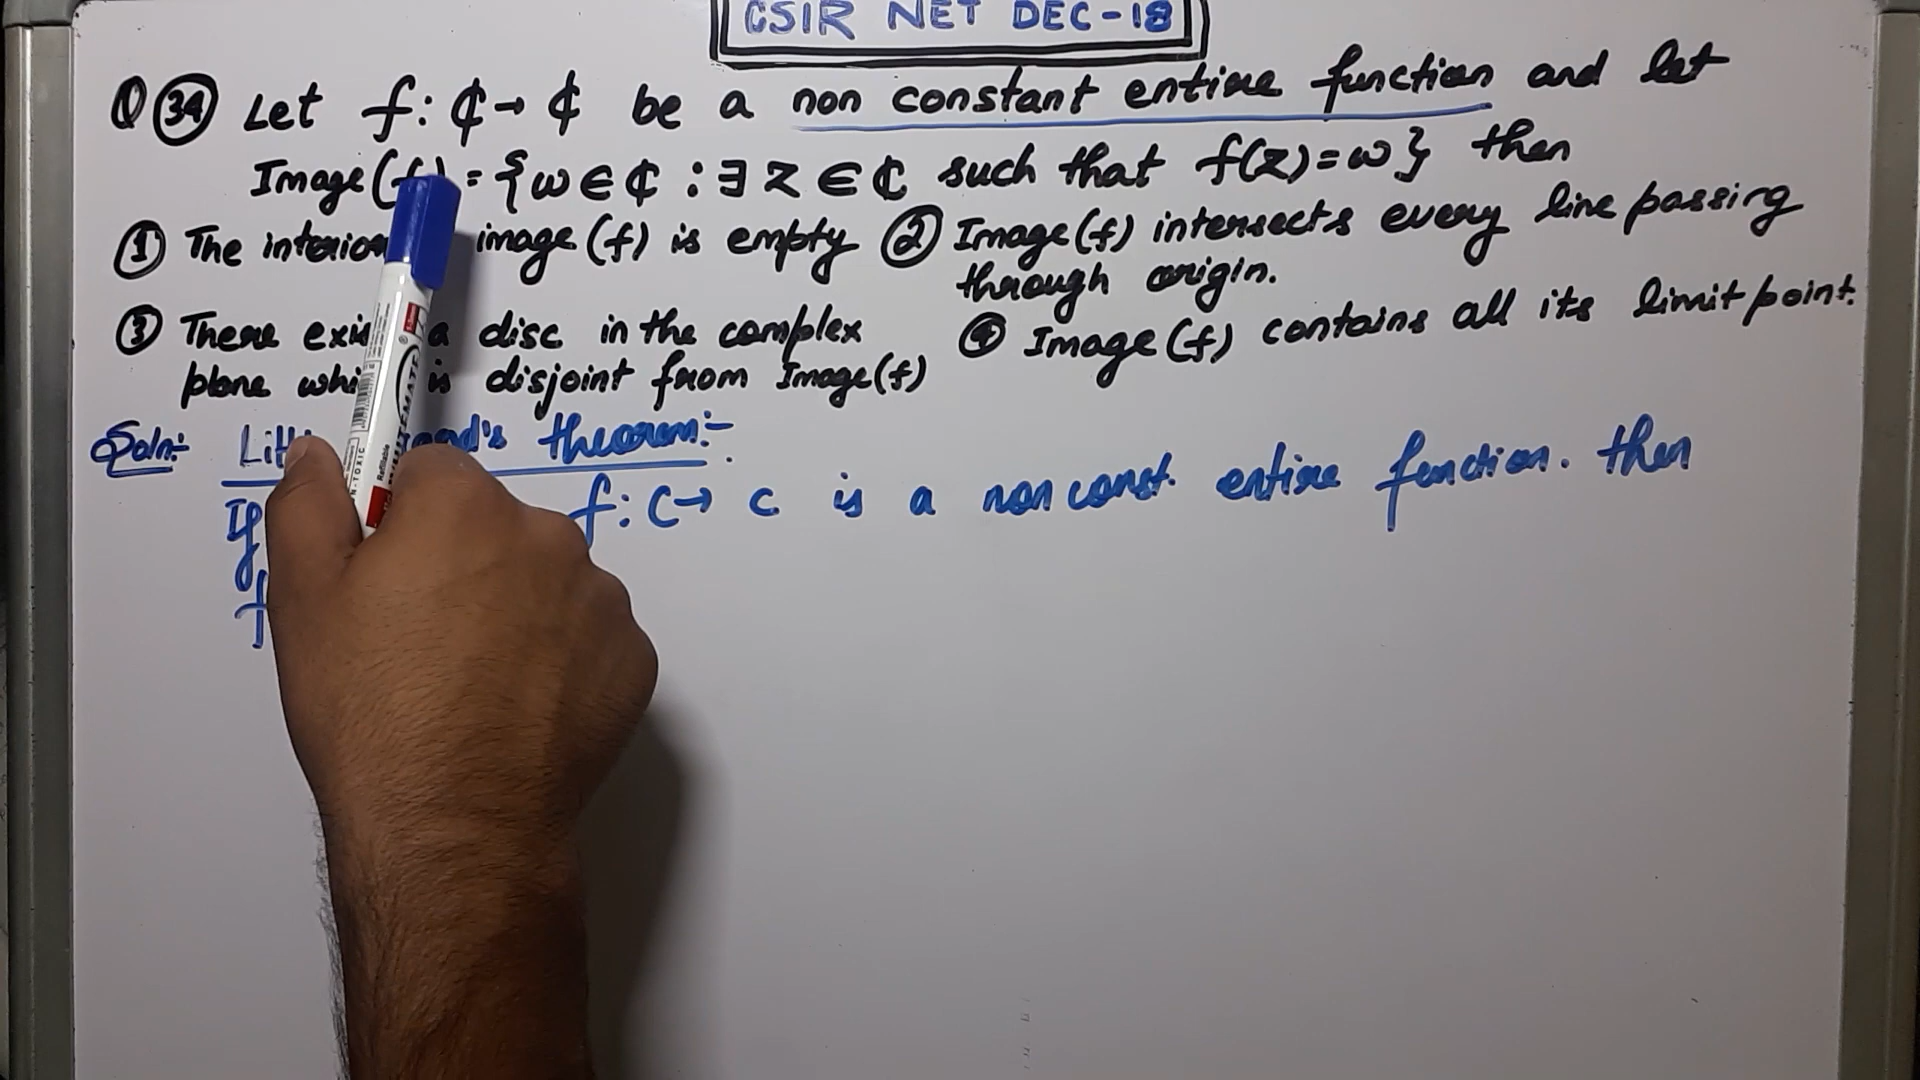 CSIR NET DEC-18
Q 34 Let f: ₵→ ₵ be a non constant entire function and let
Image(f) = {ω ∈ ₵ : ∃ z ∈ ₵ such that f(z)=ω} then
① The interior image (f) is empty ② Image(f) intersects every line passing
through origin.
③ There a disc in the complex
plane is disjoint from Image(f)
④ Image(f) contains all its limit point.
Soln: theorem:-
If f: C→ C is a non const. entire function. then
f